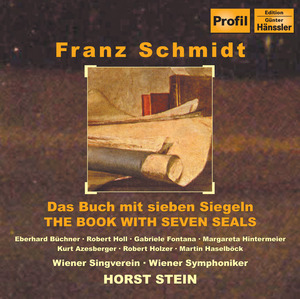 Profil
Edition
Günter
Hänssler
Franz Schmidt
Das Buch mit sieben Siegeln
THE BOOK WITH SEVEN SEALS
Eberhard Büchner · Robert Holl · Gabriele Fontana · Margareta Hintermeier
Kurt Azesberger · Robert Holzer · Martin Haselböck
Wiener Singverein · Wiener Symphoniker
HORST STEIN